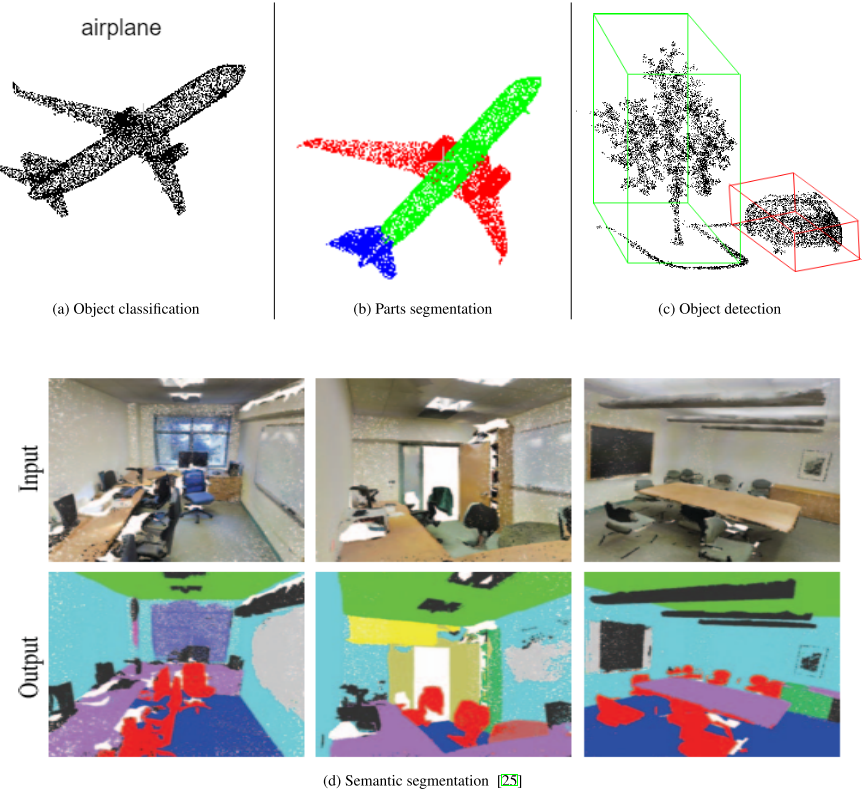 airplane
(a) Object classification
(b) Parts segmentation
(c) Object detection
Input
Output
(d) Semantic segmentation [25]